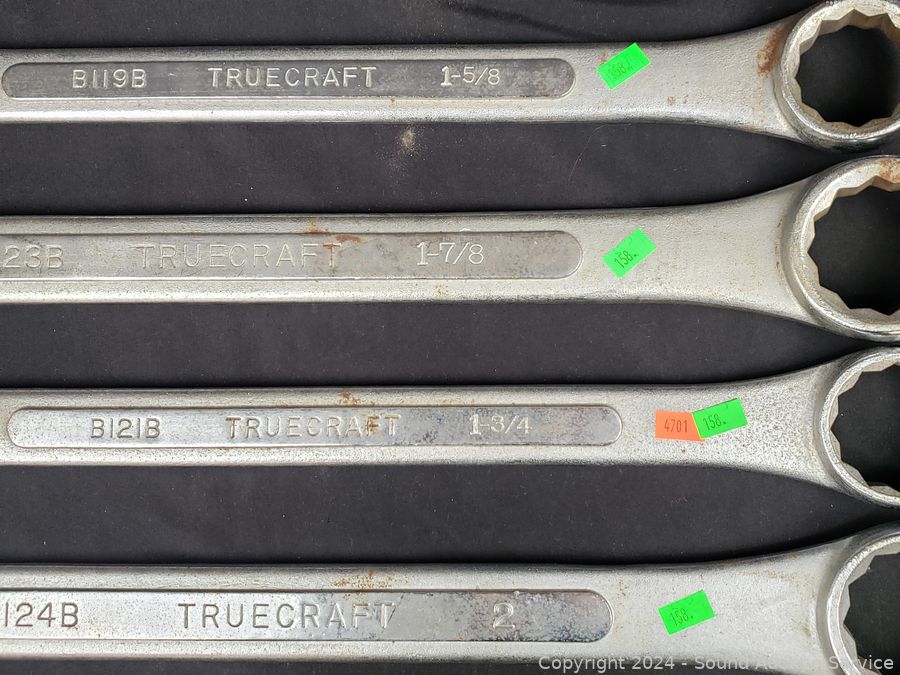 B119B TRUECRAFT 1-5/8
158.
23B TRUECRAFT 1-7/8
158.
B121B TRUECRAFT 1-3/4
4701
158.
124B TRUECRAFT 2
158.
Copyright 2024 - Sound Auction Service